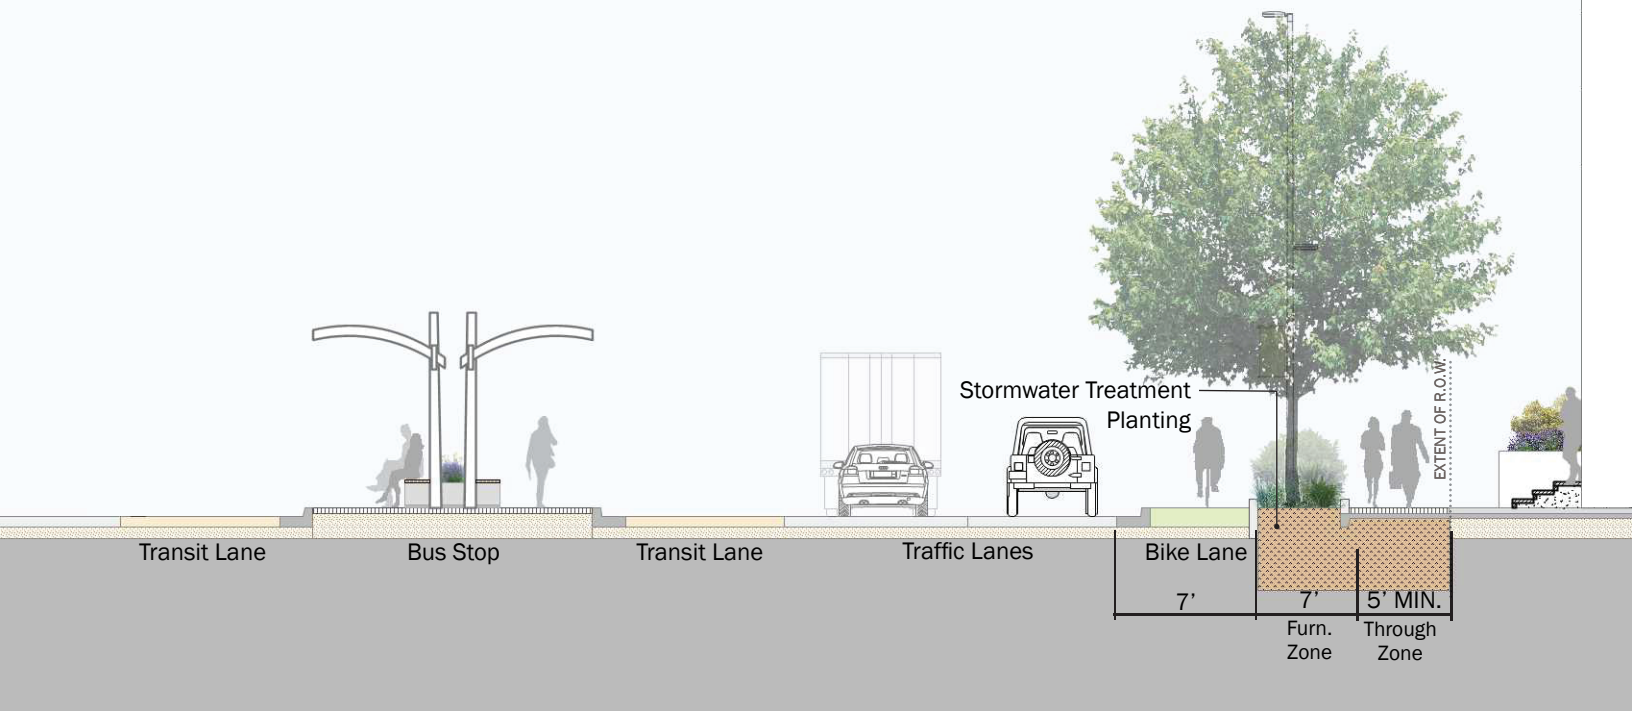 Stormwater Treatment
Planting
EXTENT OF R.O.W.
Transit Lane
Bus Stop
Transit Lane
Traffic Lanes
Bike Lane
7’
7’
5’ MIN.
Furn.
Zone
Through
Zone